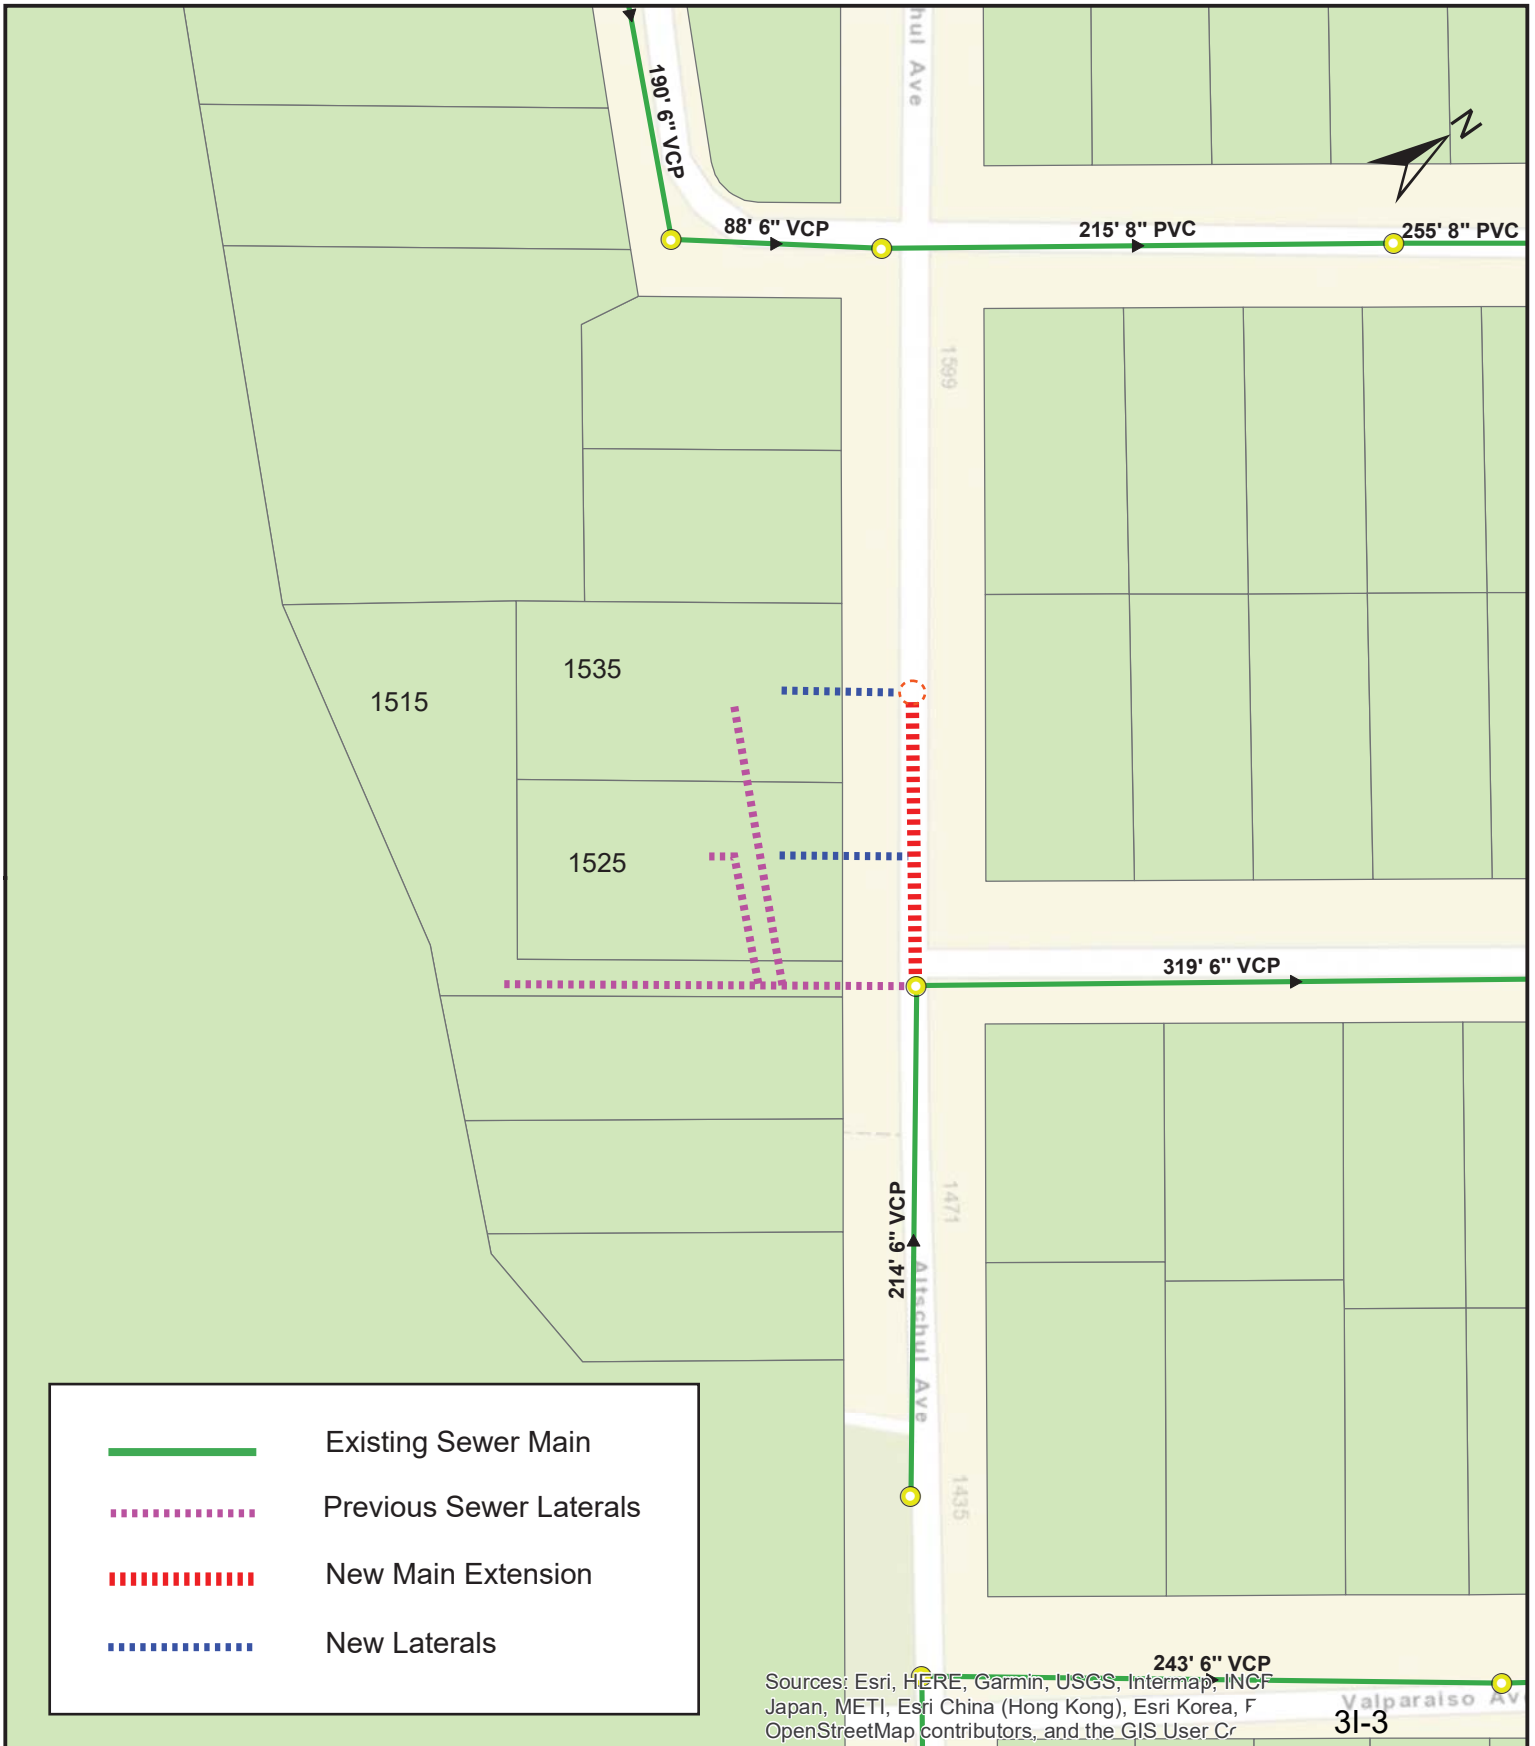 hul Ave
N
190' 6" VCP
88' 6" VCP
215' 8" PVC
255' 8" PVC
1599
1535
1515
1525
319' 6" VCP
1471
214' 6" VCP
Altschul Ave
1435
Existing Sewer Main
Previous Sewer Laterals
New Main Extension
New Laterals
243' 6" VCP
Sources: Esri, HERE, Garmin, USGS, Intermap,
Japan, METI, Esri China (Hong Kong), Esri Korea,
OpenStreetMap contributors, and the GIS User
Valparaiso Av
3I-3